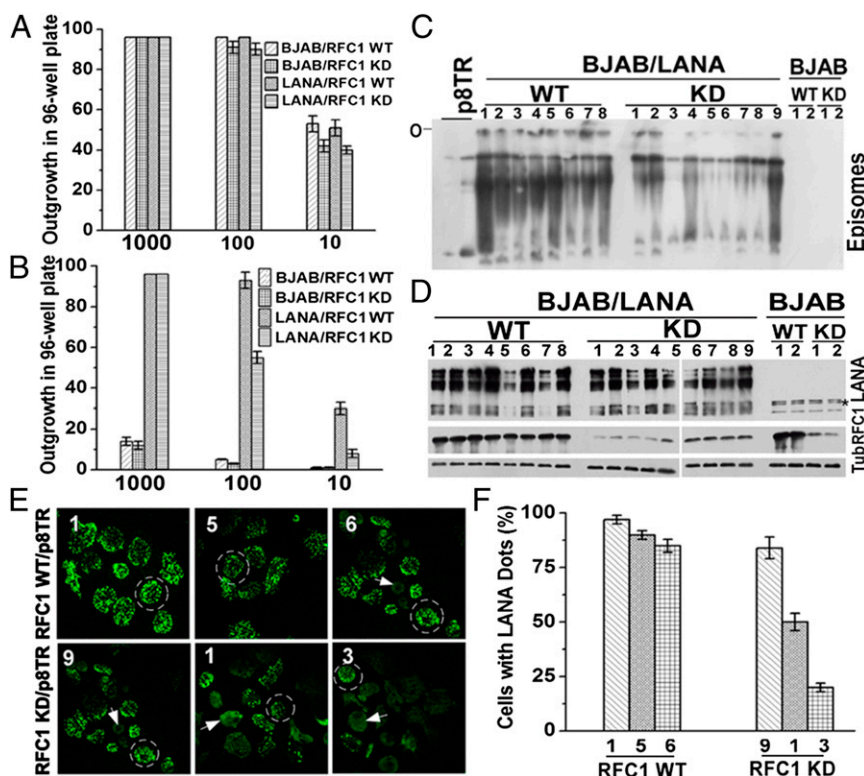 A
Outgrowth in 96-well plate
80
60
40
20
0
1000 100 10
BJAB/RFC1 WT
BJAB/RFC1 KD
LANA/RFC1 WT
LANA/RFC1 KD
B
Outgrowth in 96-well plate
80
60
40
20
0
1000 100 10
BJAB/RFC1 WT
BJAB/RFC1 KD
LANA/RFC1 WT
LANA/RFC1 KD
C
p8TR
BJAB/LANA
BJAB
WT KD
WT KD
1 2 3 4 5 6 7 8
1 2 3 4 5 6 7 8 9
1 2 1 2
O
Episomes
D
BJAB/LANA
BJAB
WT KD
WT KD
1 2 3 4 5 6 7 8
1 2 3 4 5 6 7 8 9
1 2 1 2
*
LANA
RFC1
Tub
E
RFC1 WT/p8TR
1 5 6
RFC1 KD/p8TR
9 1 3
F
Cells with LANA Dots (%)
100
75
50
25
0
1 5 6 9 1 3
RFC1 WT RFC1 KD